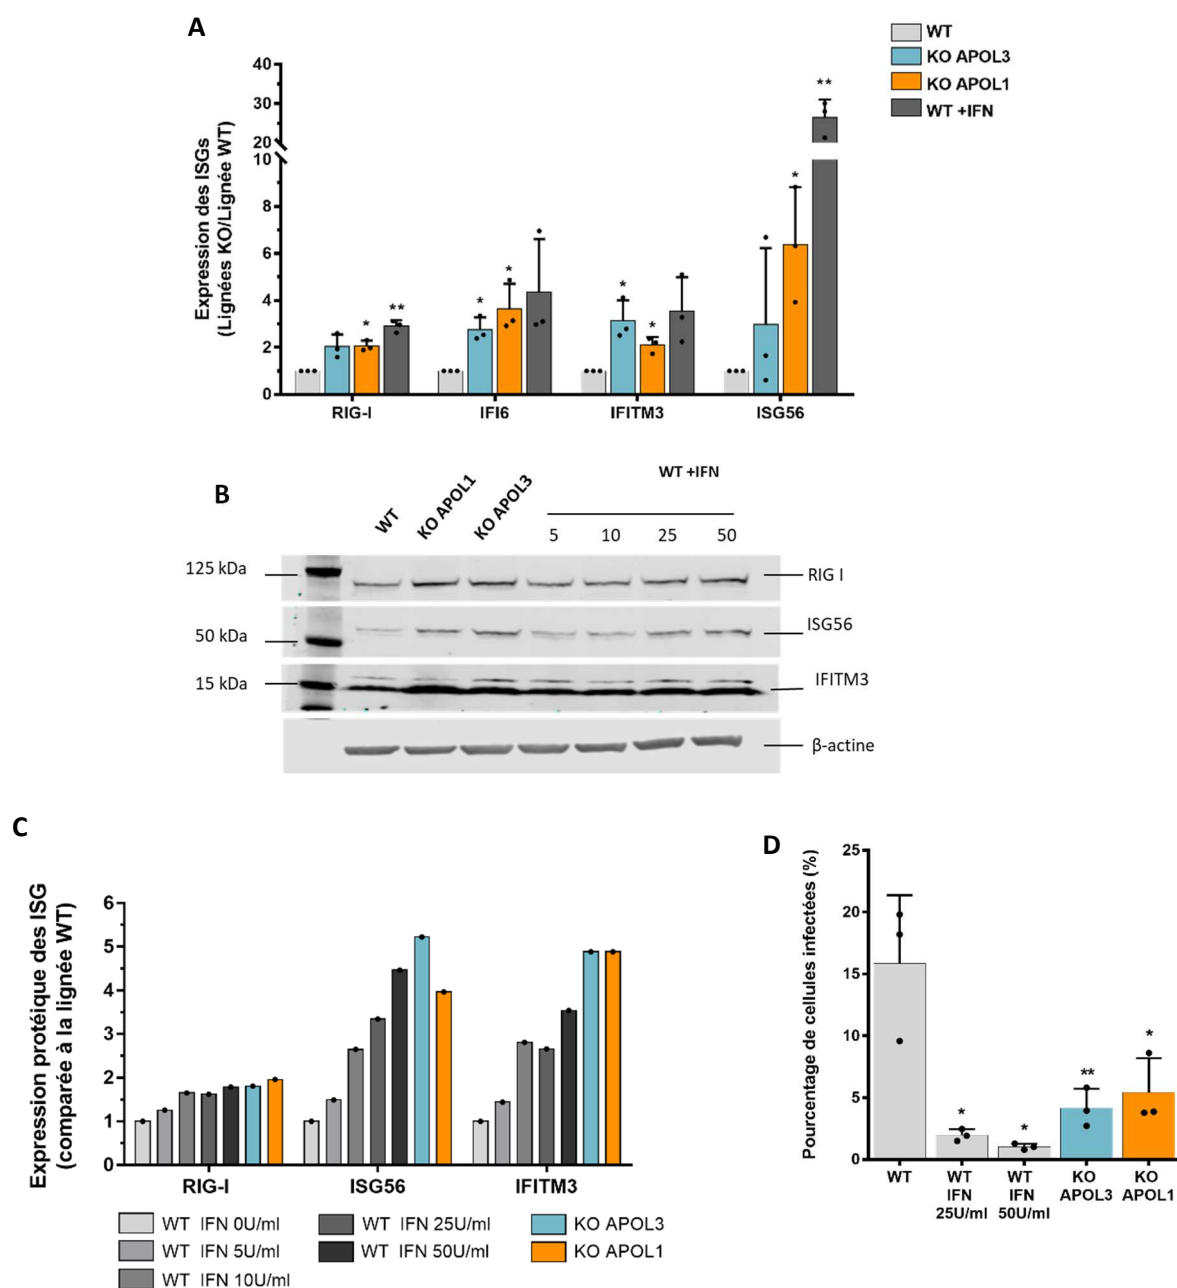 A
WT
KO APOL3
KO APOL1
WT +IFN
Expression des ISGs
(Lignées KO/Lignée WT)
40
30
20
10
8
6
4
2
0
* ** * * * * * **
RIG-I IFI6 IFITM3 ISG56
B
WT KO APOL1 KO APOL3 WT +IFN
5 10 25 50
125 kDa RIG I
50 kDa ISG56
15 kDa IFITM3
β-actine
C
Expression protéique des ISG
(comparée à la lignée WT)
6
5
4
3
2
1
0
RIG-I ISG56 IFITM3
WT IFN 0U/ml WT IFN 25U/ml KO APOL3
WT IFN 5U/ml WT IFN 50U/ml KO APOL1
WT IFN 10U/ml
D
Pourcentage de cellules infectées (%)
25
20
15
10
5
0
* * ** *
WT WT KO KO
WT IFN IFN APOL3 APOL1
25U/ml 50U/ml